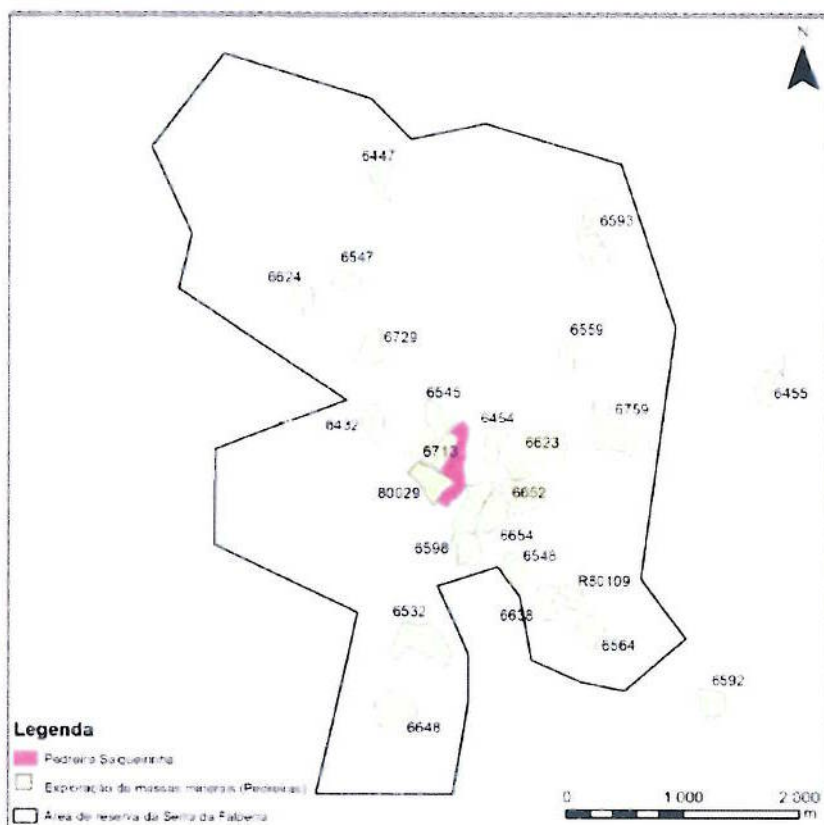 N
6447
6593
6547
6624
6729
6559
6545
6455
6432
6454
6759
6623
6713
80029
6652
6654
6598
6548
R80109
6532
6638
6564
6592
6648
Legenda
Pedreira Salgueirinha
Exploração de massas minerais (Pedreiras)
Área de reserva da Serra da Falperra
0 1 000 2 000
m